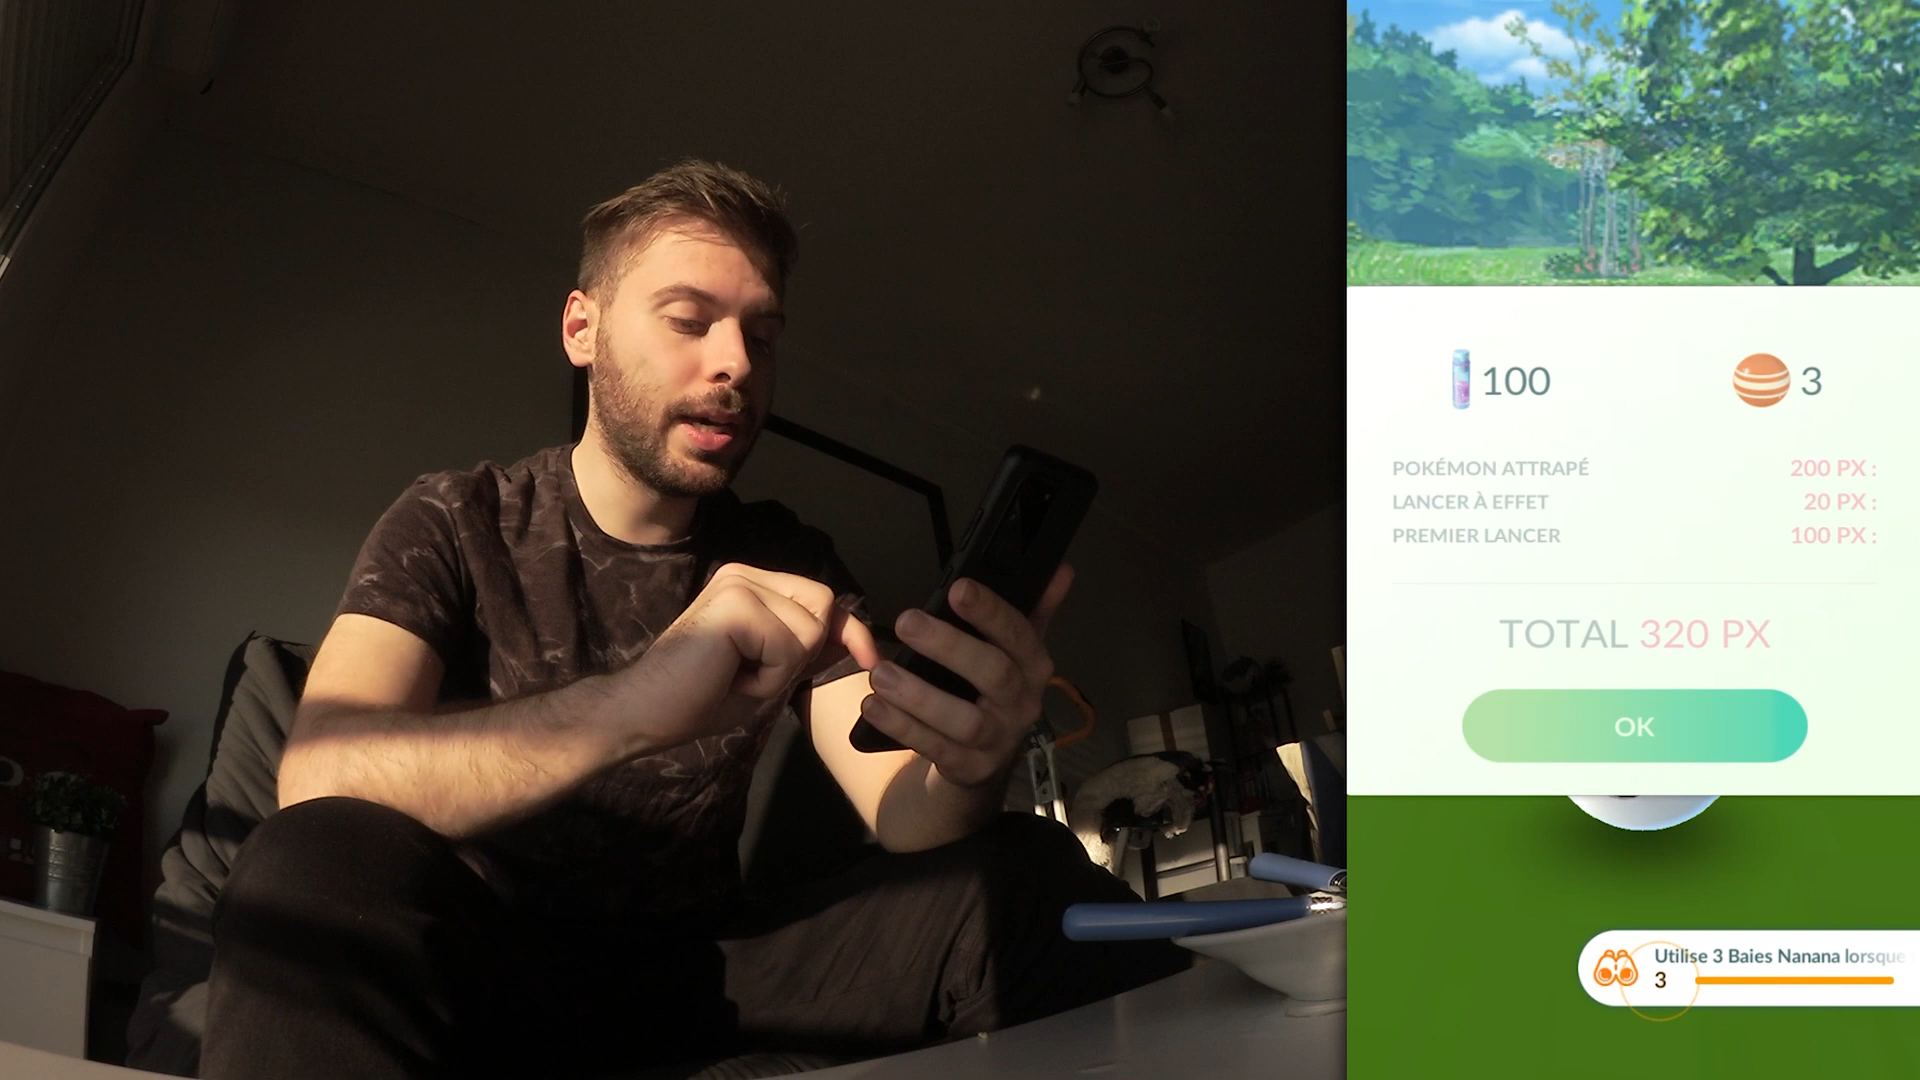 100
3
POKÉMON ATTRAPÉ 200 PX :
LANCER À EFFET 20 PX :
PREMIER LANCER 100 PX :
TOTAL 320 PX
OK
Utilise 3 Baies Nanana lorsque
3